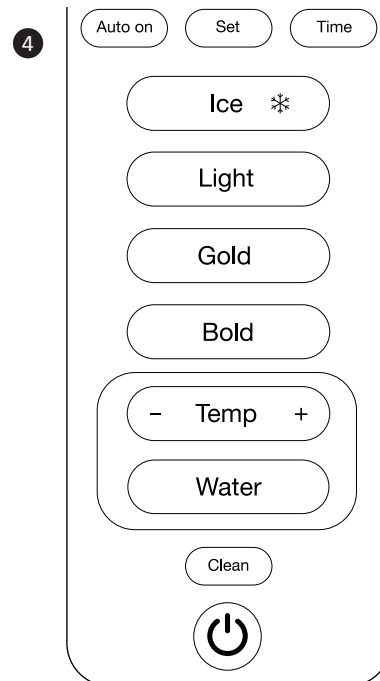 4
Auto on Set Time
Ice
Light
Gold
Bold
- Temp +
Water
Clean